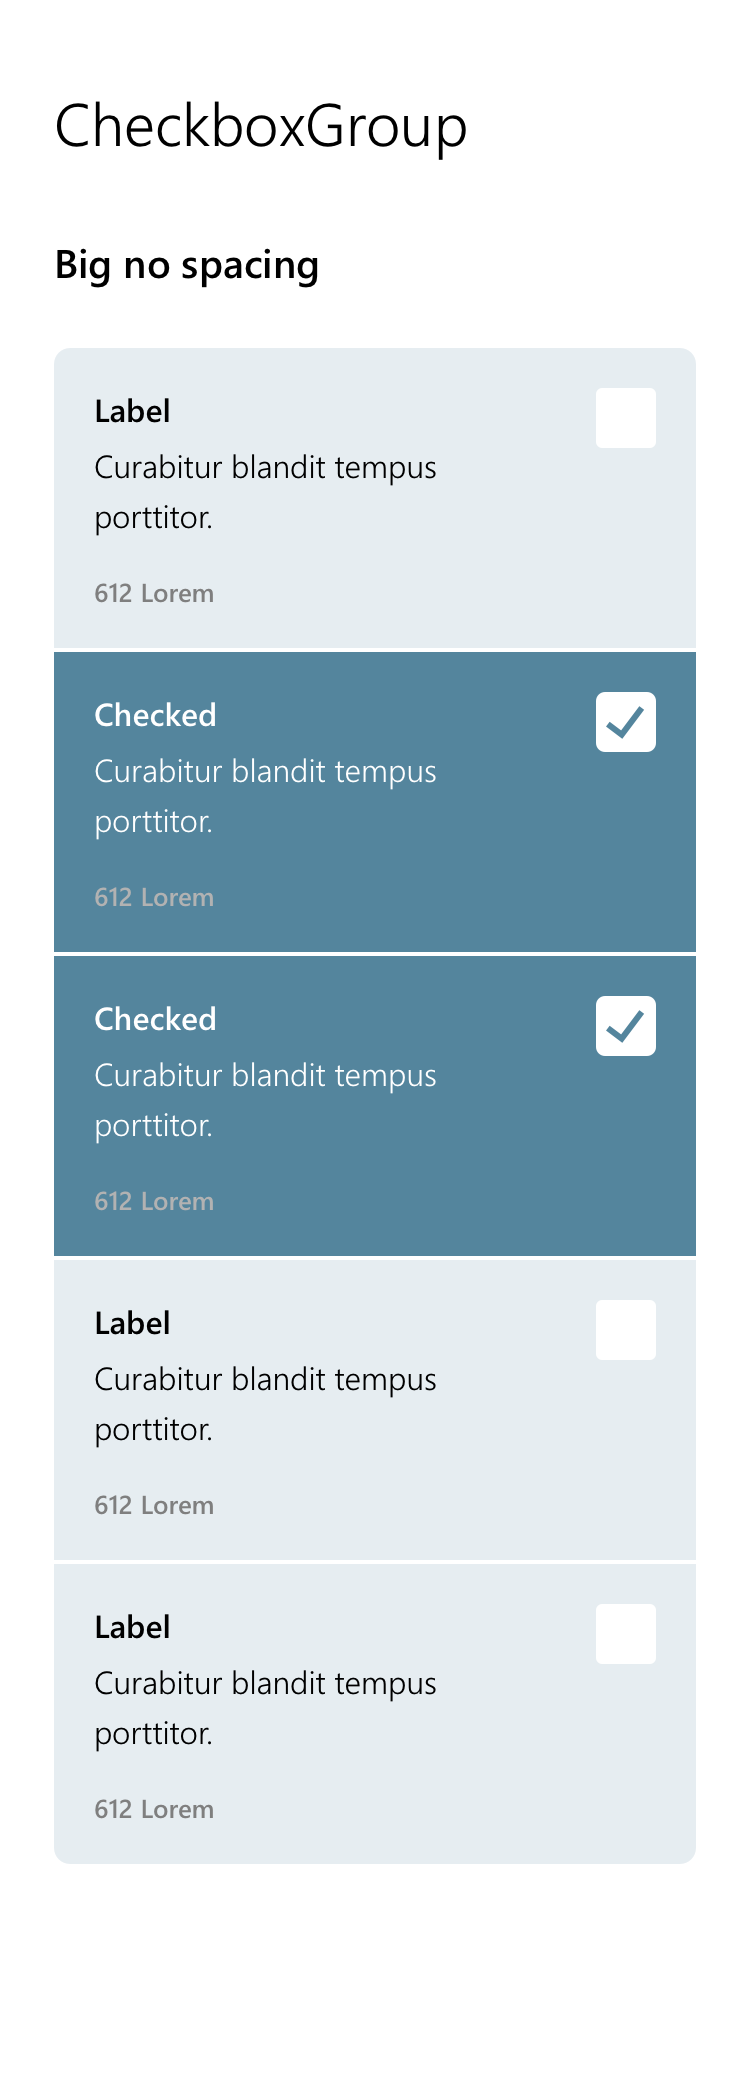 CheckboxGroup
Big no spacing
Label
Curabitur blandit tempus
porttitor.
612 Lorem
Checked
Curabitur blandit tempus
porttitor.
612 Lorem
Checked
Curabitur blandit tempus
porttitor.
612 Lorem
Label
Curabitur blandit tempus
porttitor.
612 Lorem
Label
Curabitur blandit tempus
porttitor.
612 Lorem